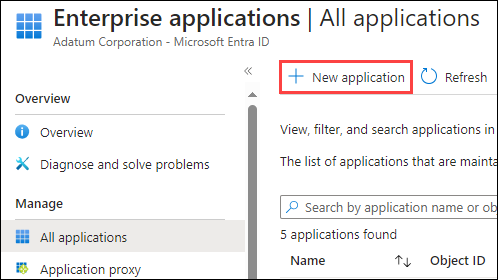 Enterprise applications | All applications
Adatum Corporation - Microsoft Entra ID
Overview
Overview
Diagnose and solve problems
Manage
All applications
Application proxy
New application
Refresh
View, filter, and search applications in
The list of applications that are mainta
Search by application name or ob
5 applications found
Name
Object ID